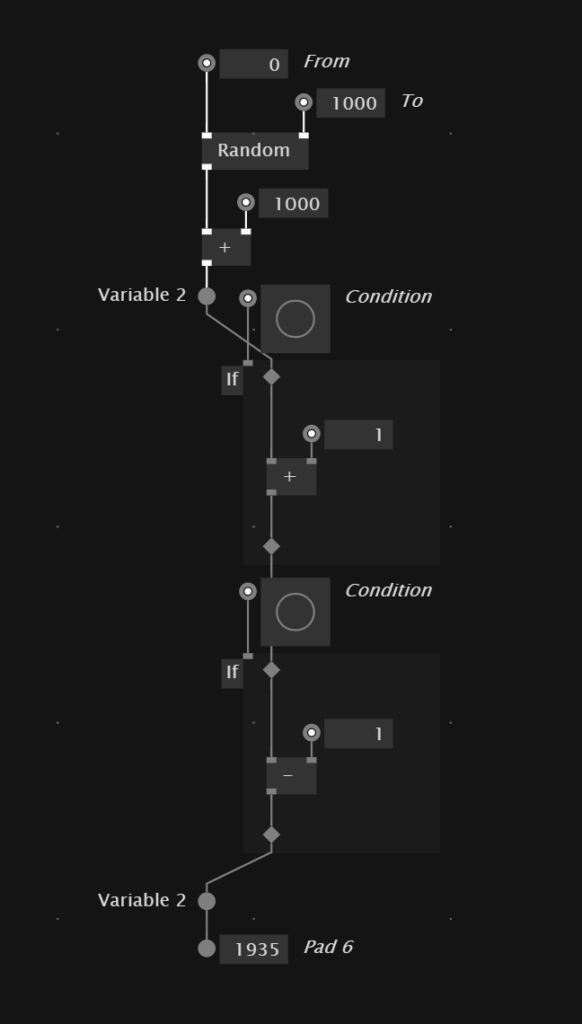 0 From
1000 To
Random
1000
+
Variable 2
Condition
If
1
+
Condition
If
1
−
Variable 2
1935 Pad 6